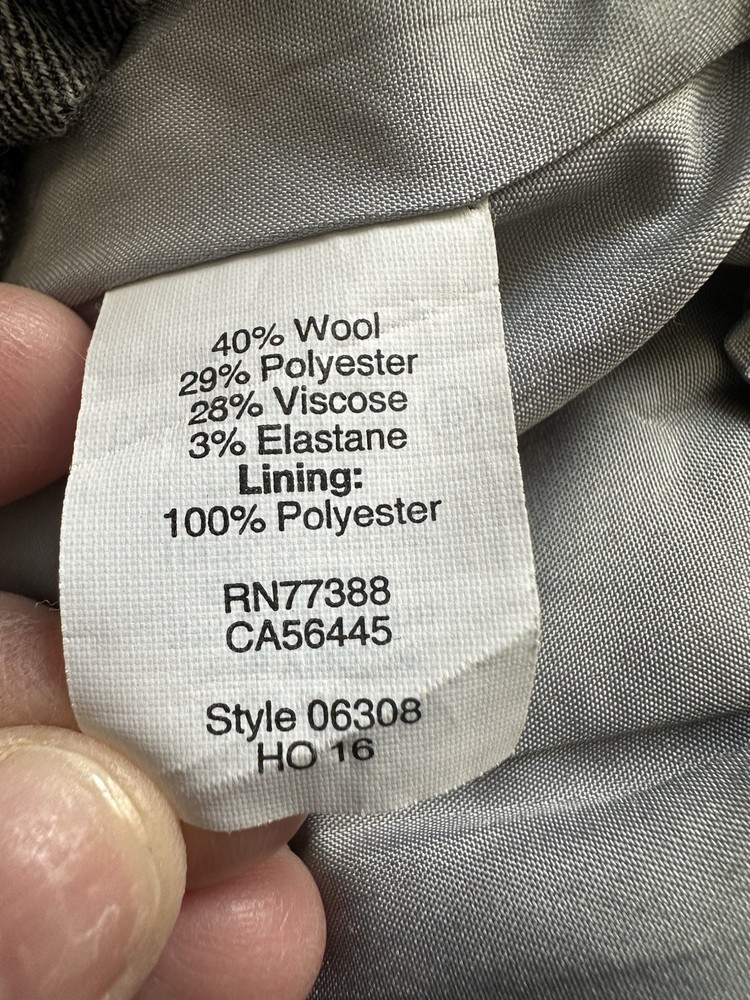 40% Wool
29% Polyester
28% Viscose
3% Elastane
Lining:
100% Polyester
RN77388
CA56445
Style 06308
HO 16